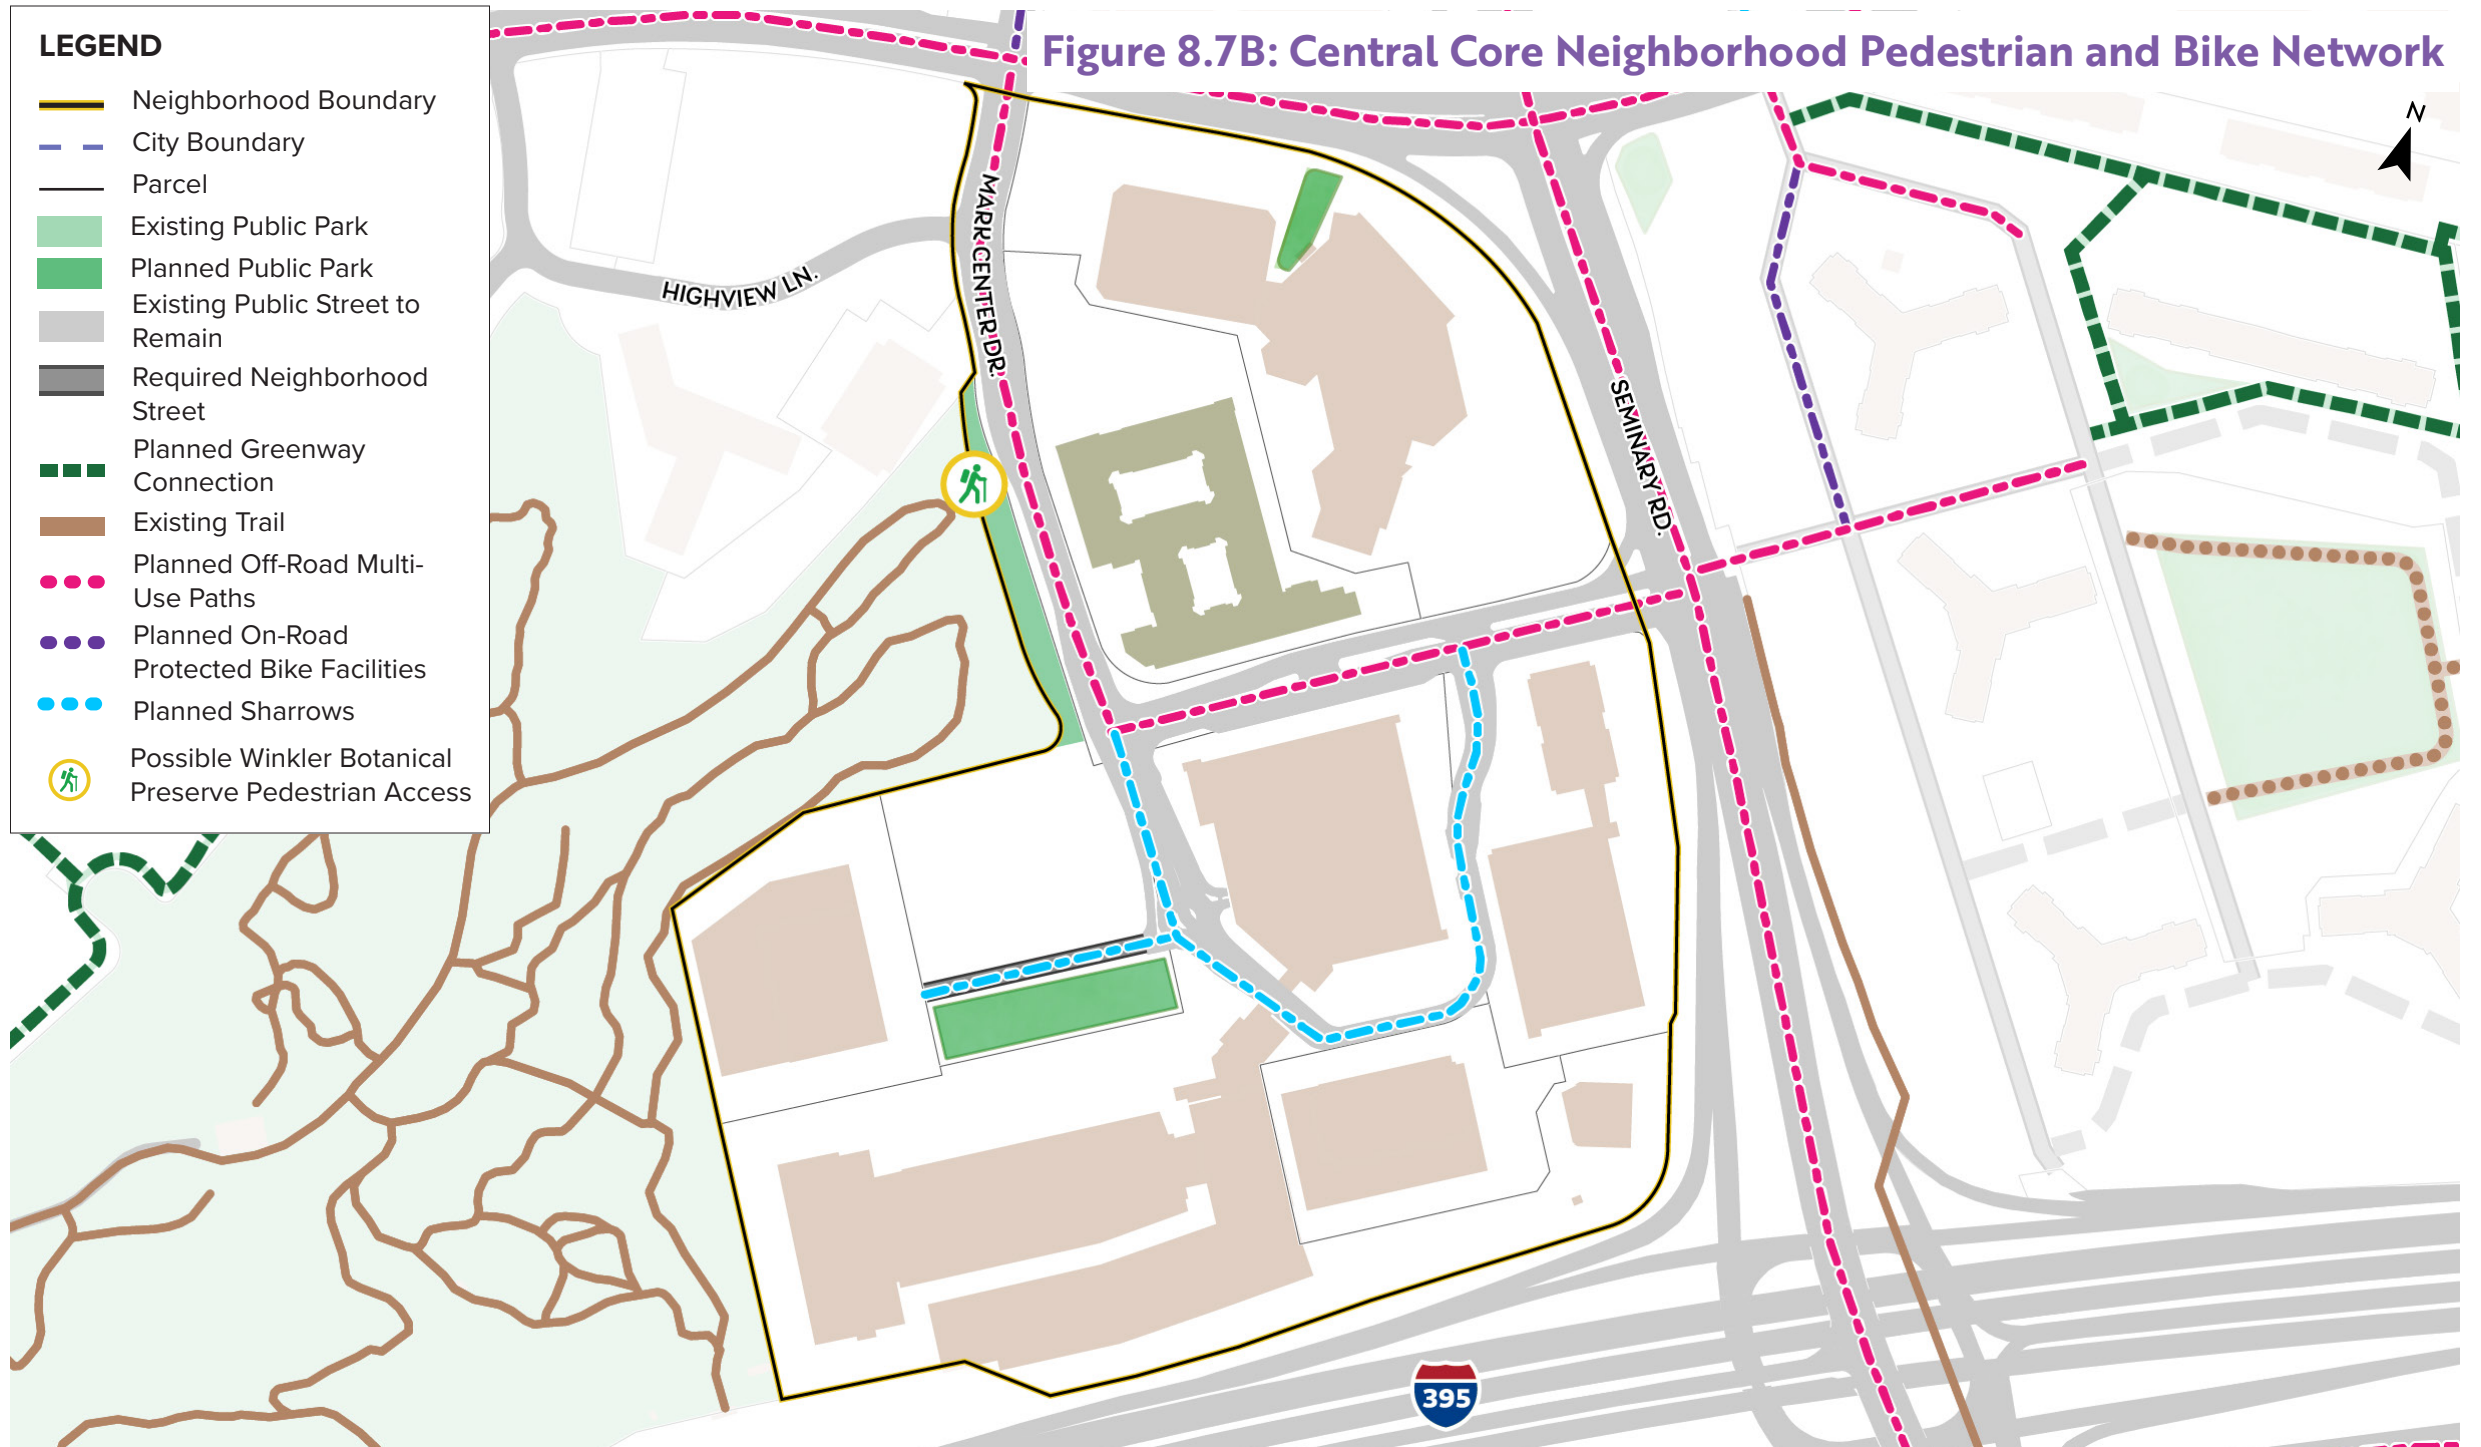 Figure 8.7B: Central Core Neighborhood Pedestrian and Bike Network
LEGEND
Neighborhood Boundary
City Boundary
Parcel
Existing Public Park
Planned Public Park
Existing Public Street to
Remain
Required Neighborhood
Street
Planned Greenway
Connection
Existing Trail
Planned Off-Road Multi-
Use Paths
Planned On-Road
Protected Bike Facilities
Planned Sharrows
Possible Winkler Botanical
Preserve Pedestrian Access
N
MARK CENTER DR.
HIGHVIEW LN.
SEMINARY RD.
395